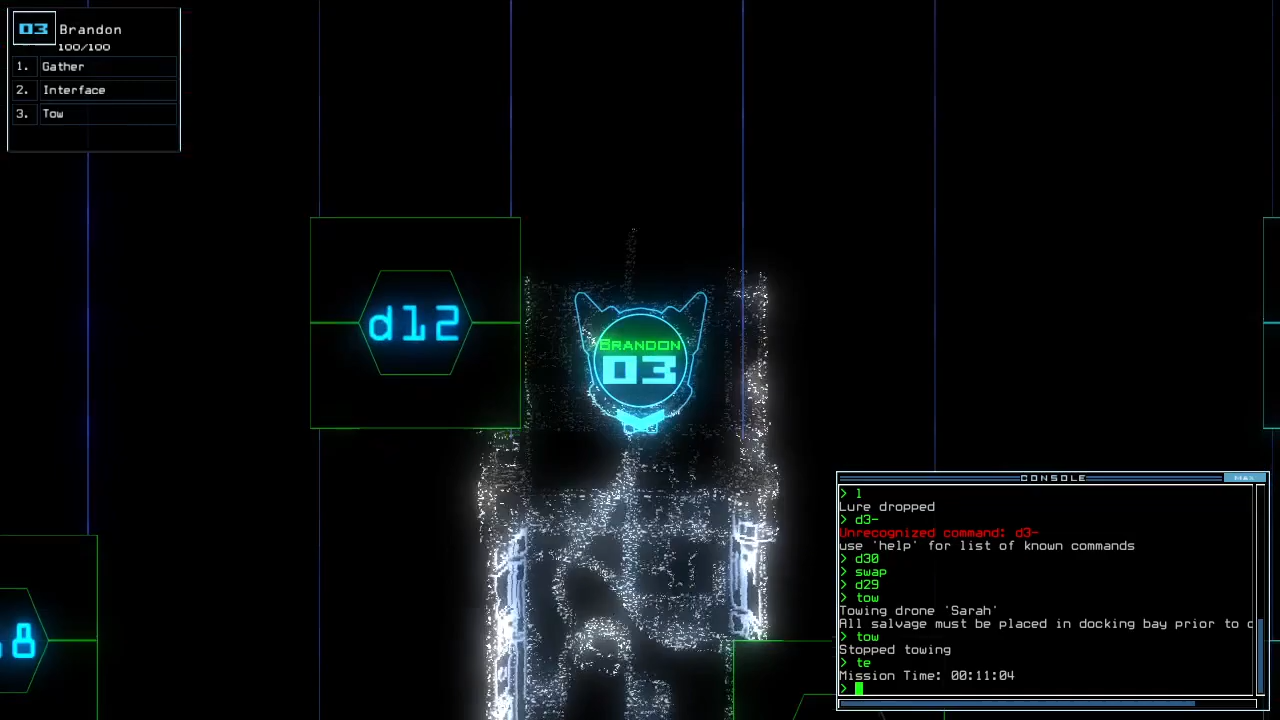 03 Brandon
100/100
1. Gather
2. Interface
3. Tow
d12
BRANDON
03
8
CONSOLE
MAX
> l
Lure dropped
> d3-
Unrecognized command: d3-
use 'help' for list of known commands
> d30
> swap
> d29
> tow
Towing drone 'Sarah'
All salvage must be placed in docking bay prior to
> tow
Stopped towing
> te
Mission Time: 00:11:04
>